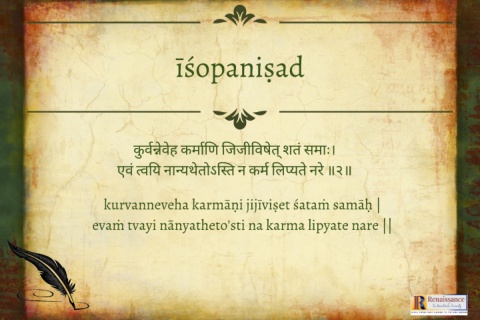 īśopaniṣad
कुर्वन्नेवेह कर्माणि जिजीविषेत् शतं समाः।
एवं त्वयि नान्यथेतोऽस्ति न कर्म लिप्यते नरे ॥२॥
kurvanneveha karmāṇi jijīviṣet śataṁ samāḥ |
evaṁ tvayi nānyatheto'sti na karma lipyate nare ||
Renaissance